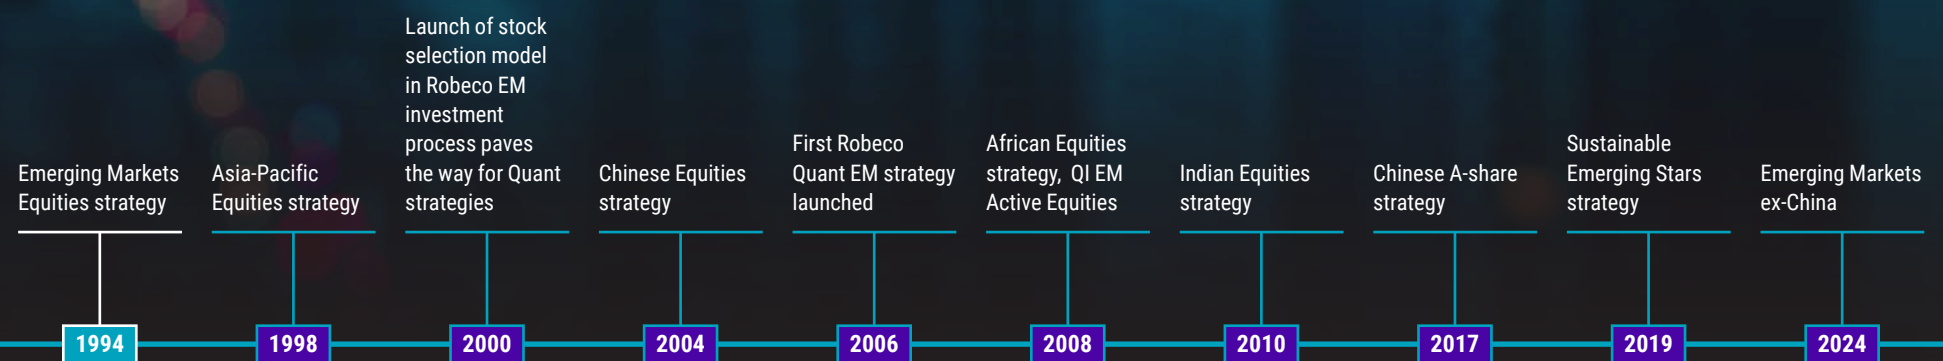 Emerging Markets
Equities strategy
1994
Asia-Pacific
Equities strategy
1998
Launch of stock
selection model
in Robeco EM
investment
process paves
the way for Quant
strategies
2000
Chinese Equities
strategy
2004
First Robeco
Quant EM strategy
launched
2006
African Equities
strategy, QI EM
Active Equities
2008
Indian Equities
strategy
2010
Chinese A-share
strategy
2017
Sustainable
Emerging Stars
strategy
2019
Emerging Markets
ex-China
2024